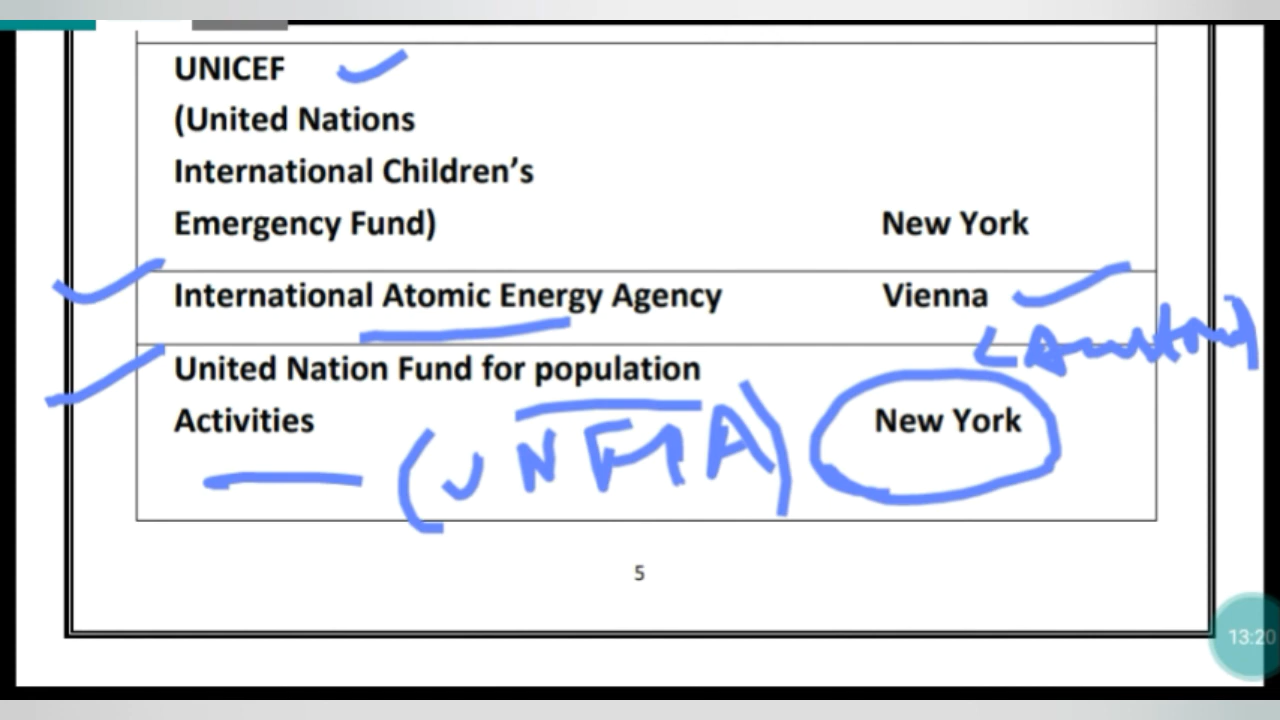 UNICEF
(United Nations
International Children's
Emergency Fund) New York
International Atomic Energy Agency Vienna
United Nation Fund for population
Activities New York
(UNFPA)
5
13:20